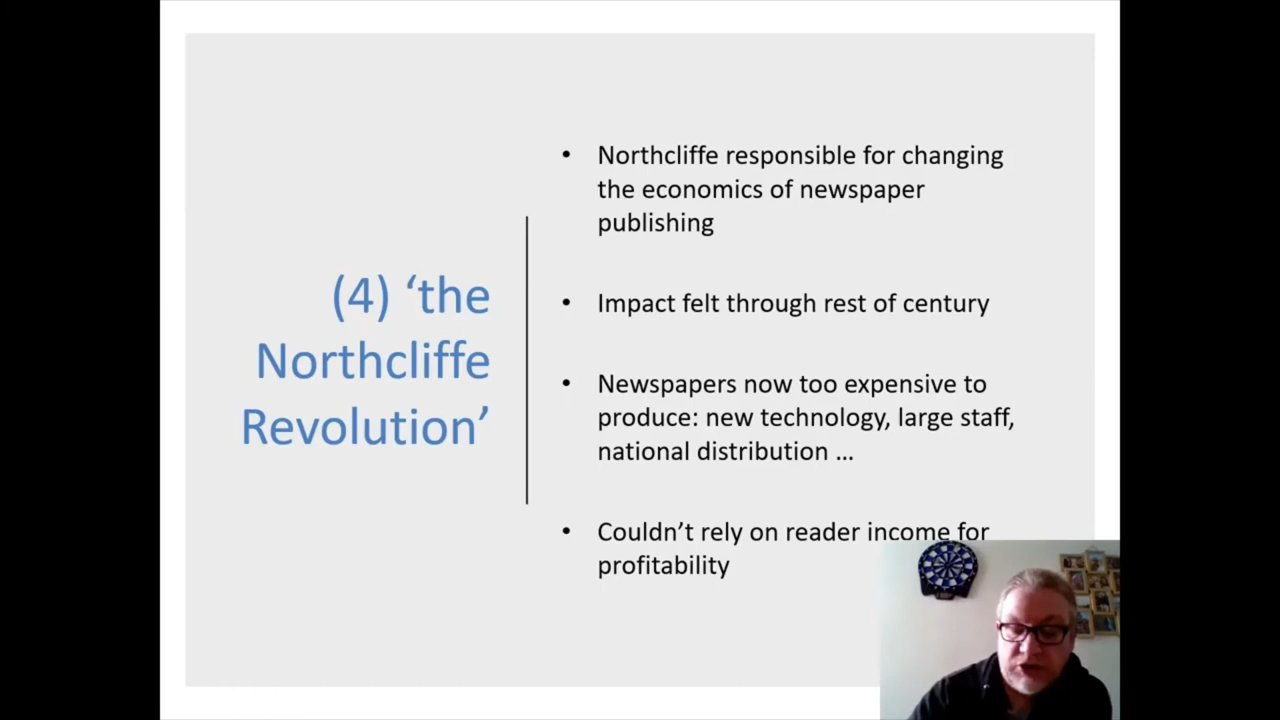 (4) ‘the
Northcliffe
Revolution’
• Northcliffe responsible for changing
the economics of newspaper
publishing
• Impact felt through rest of century
• Newspapers now too expensive to
produce: new technology, large staff,
national distribution …
• Couldn’t rely on reader income for
profitability